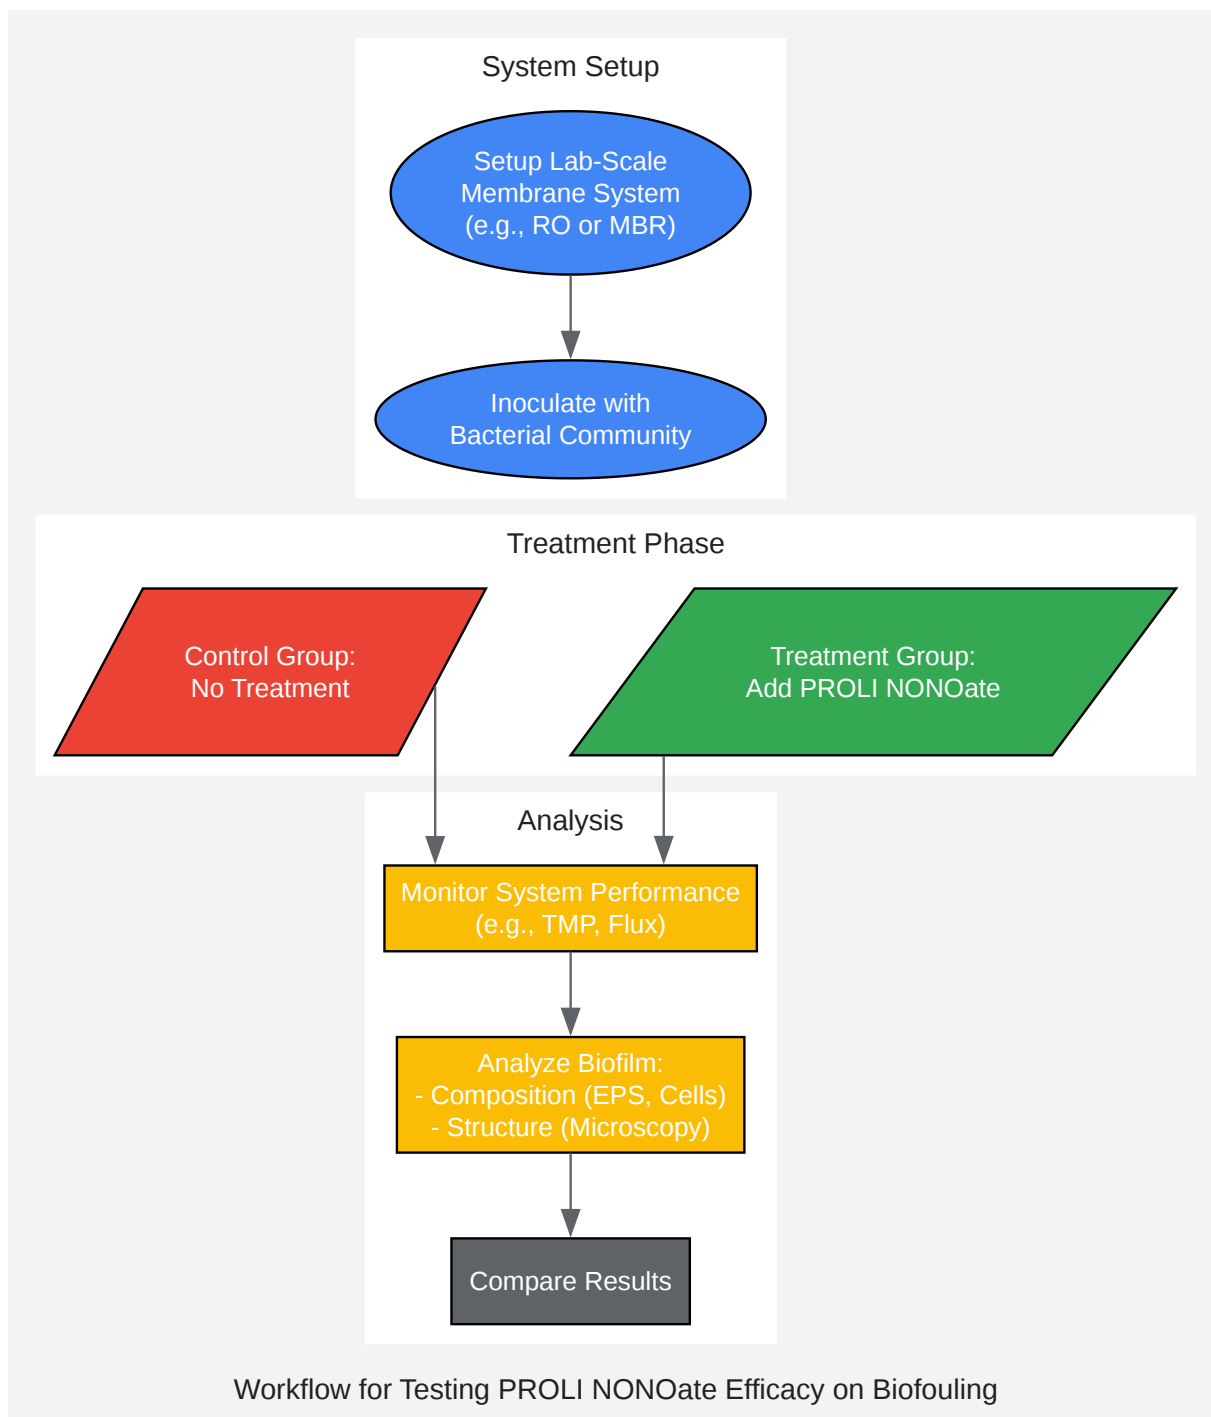 System Setup
Setup Lab-Scale
Membrane System
(e.g., RO or MBR)
Inoculate with
Bacterial Community
Treatment Phase
Control Group:
No Treatment
Treatment Group:
Add PROLI NONOate
Analysis
Monitor System Performance
(e.g., TMP, Flux)
Analyze Biofilm:
- Composition (EPS, Cells)
- Structure (Microscopy)
Compare Results
Workflow for Testing PROLI NONOate Efficacy on Biofouling